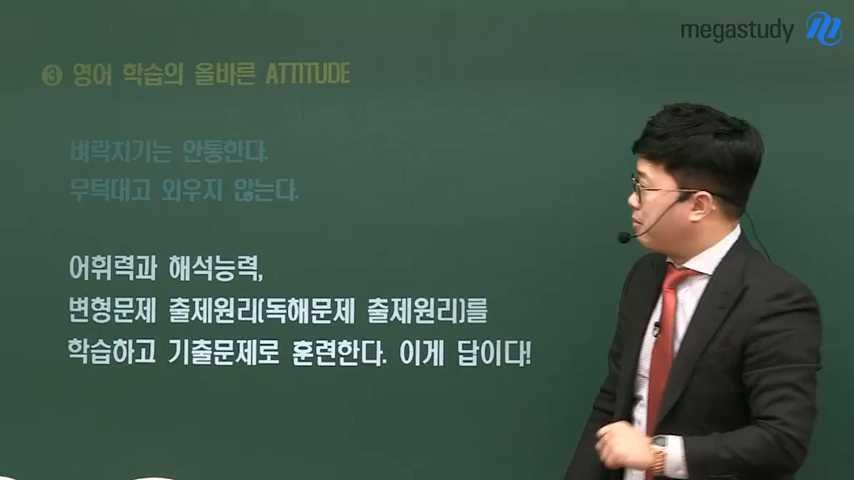 megastudy
❸ 영어 학습의 올바른 ATTITUDE
벼락치기는 안통한다.
무턱대고 외우지 않는다.
어휘력과 해석능력,
변형문제 출제원리(독해문제 출제원리)를
학습하고 기출문제로 훈련한다. 이게 답이다!